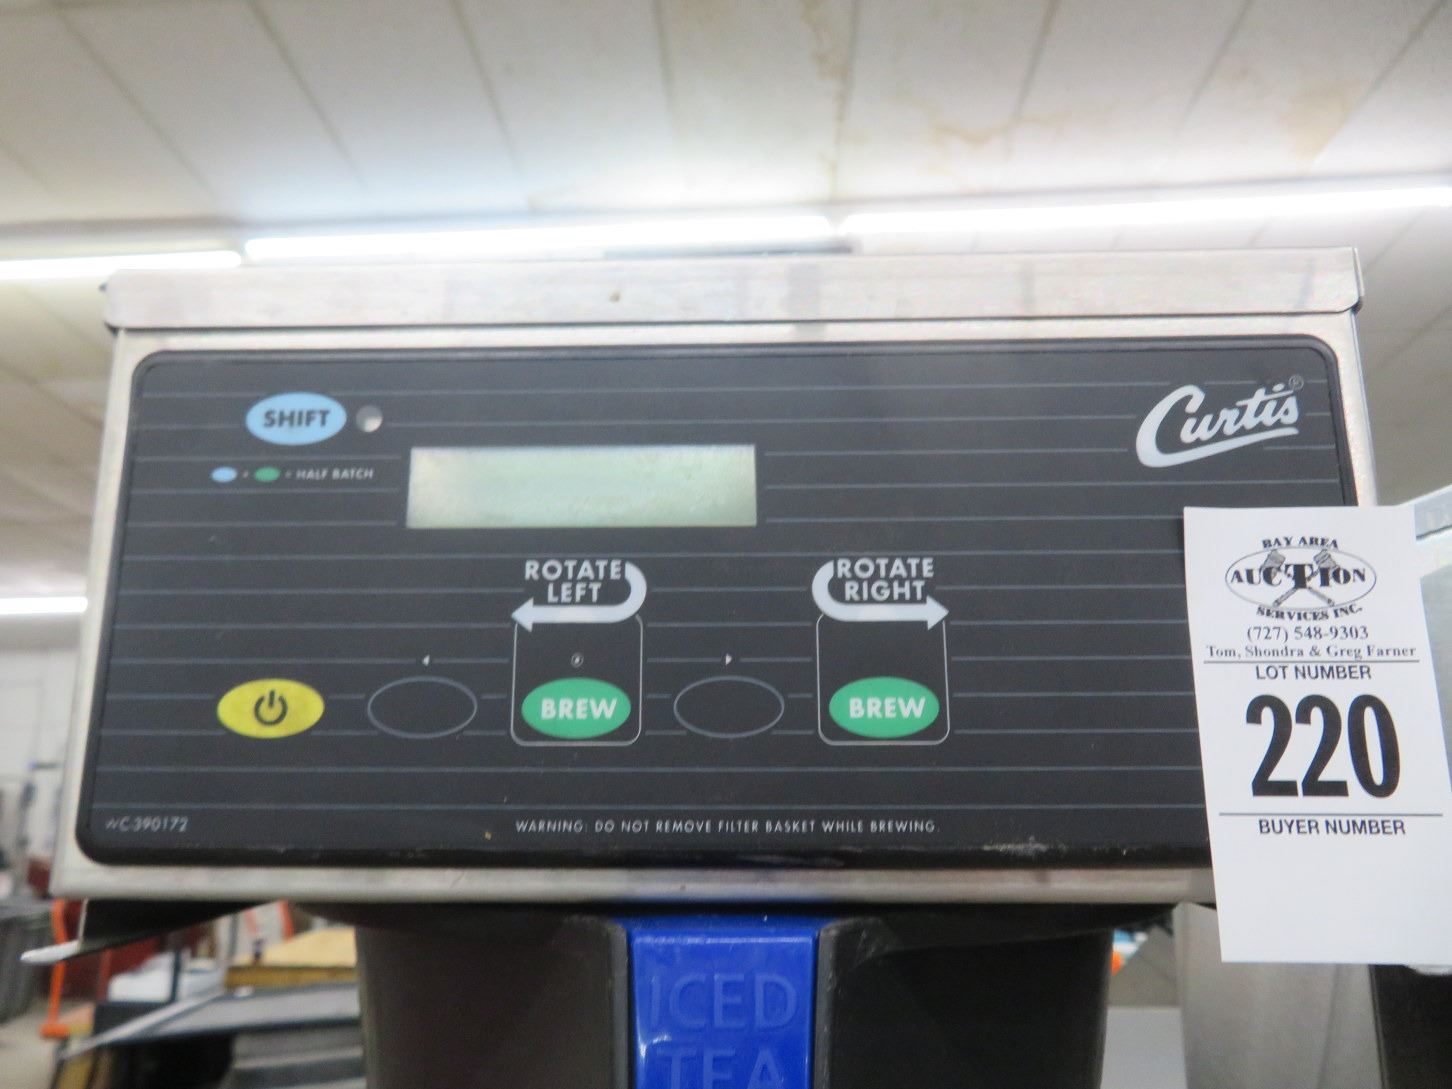 SHIFT
- HALF BATCH
Curtis®
ROTATE
LEFT
ROTATE
RIGHT
BREW
BREW
WC-390172
WARNING: DO NOT REMOVE FILTER BASKET WHILE BREWING.
ICED
TEA
BAY AREA
AUCTION
SERVICES INC.
(727) 548-9303
Tom, Shondra & Greg Farner
LOT NUMBER
220
BUYER NUMBER